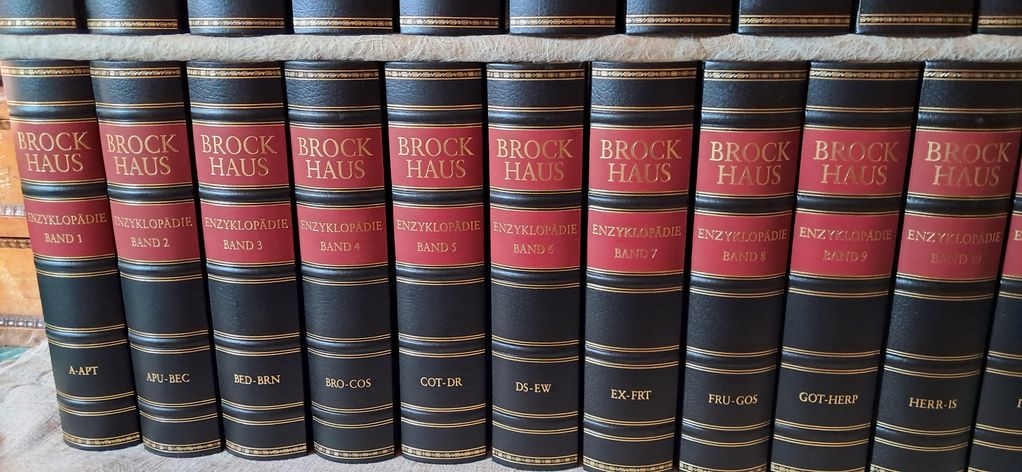 BROCK
HAUS
ENZYKLOPÄDIE
BAND 1
A-APT
BROCK
HAUS
ENZYKLOPÄDIE
BAND 2
APU-BEC
BROCK
HAUS
ENZYKLOPÄDIE
BAND 3
BED-BRN
BROCK
HAUS
ENZYKLOPÄDIE
BAND 4
BRO-COS
BROCK
HAUS
ENZYKLOPÄDIE
BAND 5
COT-DR
BROCK
HAUS
ENZYKLOPÄDIE
BAND 6
DS-EW
BROCK
HAUS
ENZYKLOPÄDIE
BAND 7
EX-FRT
BROCK
HAUS
ENZYKLOPÄDIE
BAND 8
FRU-GOS
BROCK
HAUS
ENZYKLOPÄDIE
BAND 9
GOT-HERP
BROCK
HAUS
ENZYKLOPÄDIE
BAND 10
HERR-IS